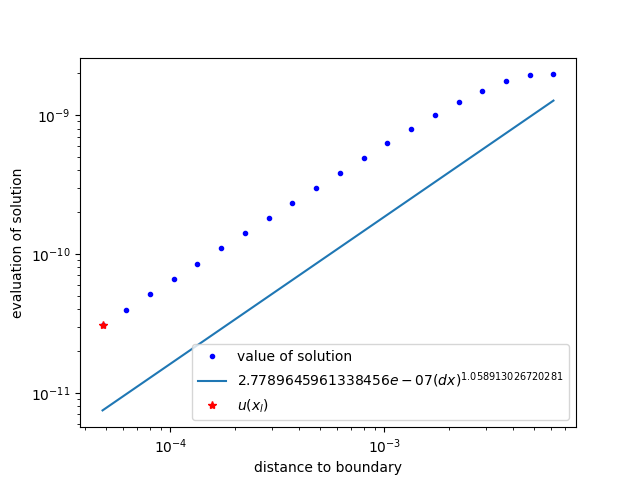 10⁻⁹
10⁻¹⁰
10⁻¹¹
evaluation of solution
value of solution
2.7789645961338456e − 07(dx)^1.058913026720281
u(x_l)
10⁻⁴
10⁻³
distance to boundary